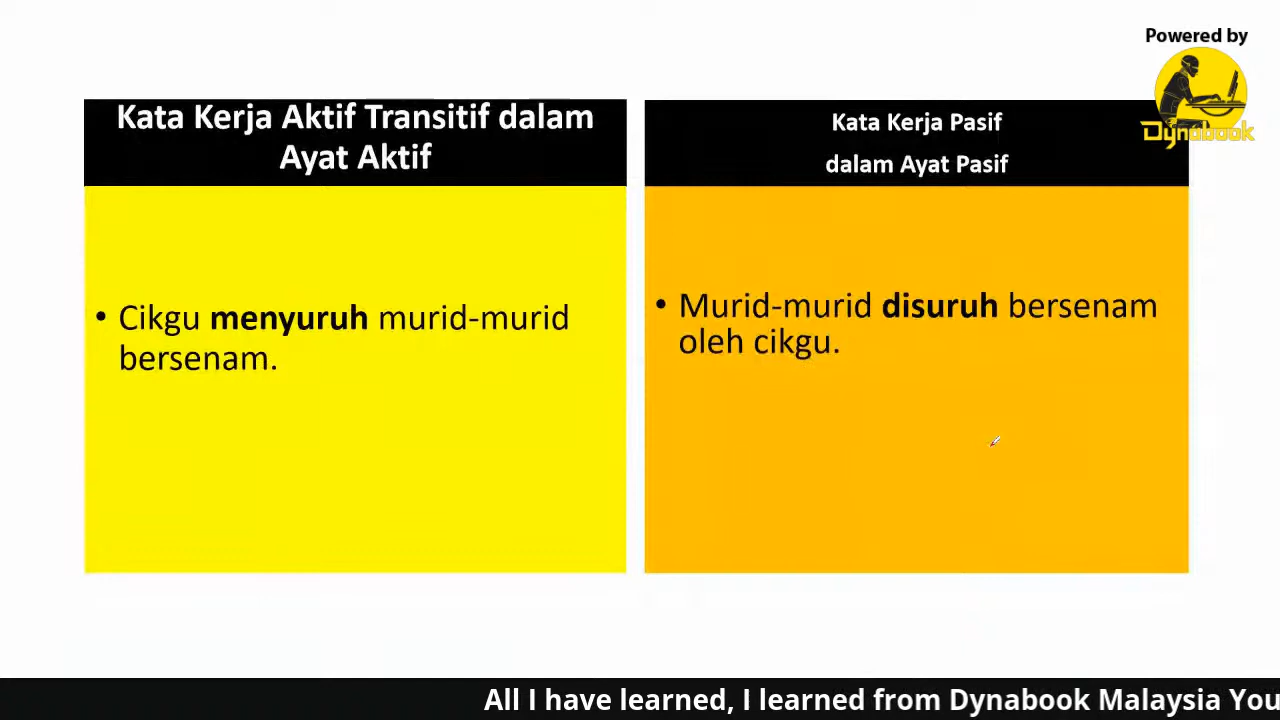 Powered by
Dynabook
Kata Kerja Aktif Transitif dalam
Ayat Aktif
• Cikgu menyuruh murid-murid
bersenam.
Kata Kerja Pasif
dalam Ayat Pasif
• Murid-murid disuruh bersenam
oleh cikgu.
All I have learned, I learned from Dynabook Malaysia You